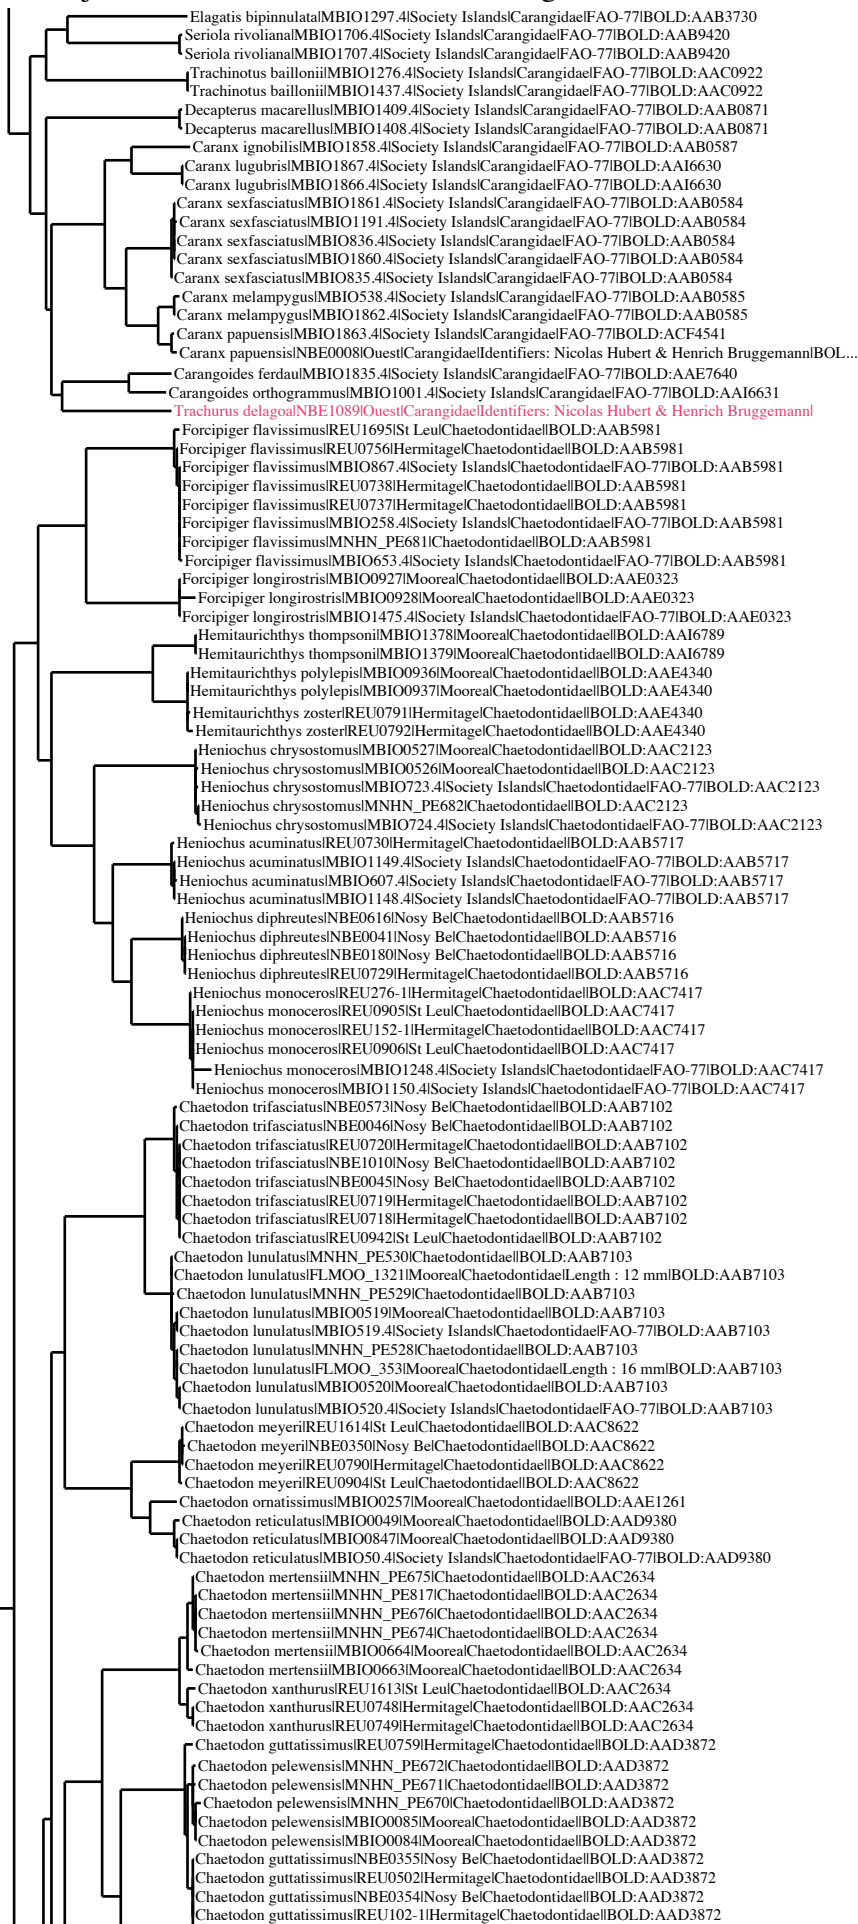 Elagatis bipinnulata|MBIO1297.4|Society Islands|Carangidae|FAO-77|BOLD:AAB3730
Seriola rivoliana|MBIO1706.4|Society Islands|Carangidae|FAO-77|BOLD:AAB9420
Seriola rivoliana|MBIO1707.4|Society Islands|Carangidae|FAO-77|BOLD:AAB9420
Trachinotus baillonii|MBIO1276.4|Society Islands|Carangidae|FAO-77|BOLD:AAC0922
Trachinotus baillonii|MBIO1437.4|Society Islands|Carangidae|FAO-77|BOLD:AAC0922
Decapterus macarellus|MBIO1409.4|Society Islands|Carangidae|FAO-77|BOLD:AAB0871
Decapterus macarellus|MBIO1408.4|Society Islands|Carangidae|FAO-77|BOLD:AAB0871
Caranx ignobilis|MBIO1858.4|Society Islands|Carangidae|FAO-77|BOLD:AAB0587
Caranx lugubris|MBIO1867.4|Society Islands|Carangidae|FAO-77|BOLD:AAI6630
Caranx lugubris|MBIO1866.4|Society Islands|Carangidae|FAO-77|BOLD:AAI6630
Caranx sexfasciatus|MBIO1861.4|Society Islands|Carangidae|FAO-77|BOLD:AAB0584
Caranx sexfasciatus|MBIO1191.4|Society Islands|Carangidae|FAO-77|BOLD:AAB0584
Caranx sexfasciatus|MBIO836.4|Society Islands|Carangidae|FAO-77|BOLD:AAB0584
Caranx sexfasciatus|MBIO1860.4|Society Islands|Carangidae|FAO-77|BOLD:AAB0584
Caranx sexfasciatus|MBIO835.4|Society Islands|Carangidae|FAO-77|BOLD:AAB0584
Caranx melampygus|MBIO538.4|Society Islands|Carangidae|FAO-77|BOLD:AAB0585
Caranx melampygus|MBIO1862.4|Society Islands|Carangidae|FAO-77|BOLD:AAB0585
Caranx papuensis|MBIO1863.4|Society Islands|Carangidae|FAO-77|BOLD:ACF4541
Caranx papuensis|NBE0008|Ouest|Carangidae|Identifiers: Nicolas Hubert & Henrich Bruggemann|BOL...
Carangoides ferdau|MBIO1835.4|Society Islands|Carangidae|FAO-77|BOLD:AAE7640
Carangoides orthogrammus|MBIO1001.4|Society Islands|Carangidae|FAO-77|BOLD:AAI6631
Trachurus delagoa|NBE1089|Ouest|Carangidae|Identifiers: Nicolas Hubert & Henrich Bruggemann|
Forcipiger flavissimus|REU1695|St Leu|Chaetodontidae||BOLD:AAB5981
Forcipiger flavissimus|REU0756|Hermitage|Chaetodontidae||BOLD:AAB5981
Forcipiger flavissimus|MBIO867.4|Society Islands|Chaetodontidae|FAO-77|BOLD:AAB5981
Forcipiger flavissimus|REU0738|Hermitage|Chaetodontidae||BOLD:AAB5981
Forcipiger flavissimus|REU0737|Hermitage|Chaetodontidae||BOLD:AAB5981
Forcipiger flavissimus|MBIO258.4|Society Islands|Chaetodontidae|FAO-77|BOLD:AAB5981
Forcipiger flavissimus|MNHN_PE681|Chaetodontidae||BOLD:AAB5981
Forcipiger flavissimus|MBIO653.4|Society Islands|Chaetodontidae|FAO-77|BOLD:AAB5981
Forcipiger longirostris|MBIO0927|Moorea|Chaetodontidae||BOLD:AAE0323
Forcipiger longirostris|MBIO0928|Moorea|Chaetodontidae||BOLD:AAE0323
Forcipiger longirostris|MBIO1475.4|Society Islands|Chaetodontidae|FAO-77|BOLD:AAE0323
Hemitaurichthys thompsoni|MBIO1378|Moorea|Chaetodontidae||BOLD:AAI6789
Hemitaurichthys thompsoni|MBIO1379|Moorea|Chaetodontidae||BOLD:AAI6789
Hemitaurichthys polylepis|MBIO0936|Moorea|Chaetodontidae||BOLD:AAE4340
Hemitaurichthys polylepis|MBIO0937|Moorea|Chaetodontidae||BOLD:AAE4340
Hemitaurichthys zoster|REU0791|Hermitage|Chaetodontidae||BOLD:AAE4340
Hemitaurichthys zoster|REU0792|Hermitage|Chaetodontidae||BOLD:AAE4340
Heniochus chrysostomus|MBIO0527|Moorea|Chaetodontidae||BOLD:AAC2123
Heniochus chrysostomus|MBIO0526|Moorea|Chaetodontidae||BOLD:AAC2123
Heniochus chrysostomus|MBIO723.4|Society Islands|Chaetodontidae|FAO-77|BOLD:AAC2123
Heniochus chrysostomus|MNHN_PE682|Chaetodontidae||BOLD:AAC2123
Heniochus chrysostomus|MBIO724.4|Society Islands|Chaetodontidae|FAO-77|BOLD:AAC2123
Heniochus acuminatus|REU0730|Hermitage|Chaetodontidae||BOLD:AAB5717
Heniochus acuminatus|MBIO1149.4|Society Islands|Chaetodontidae|FAO-77|BOLD:AAB5717
Heniochus acuminatus|MBIO607.4|Society Islands|Chaetodontidae|FAO-77|BOLD:AAB5717
Heniochus acuminatus|MBIO1148.4|Society Islands|Chaetodontidae|FAO-77|BOLD:AAB5717
Heniochus diphreutes|NBE0616|Nosy Be|Chaetodontidae||BOLD:AAB5716
Heniochus diphreutes|NBE0041|Nosy Be|Chaetodontidae||BOLD:AAB5716
Heniochus diphreutes|NBE0180|Nosy Be|Chaetodontidae||BOLD:AAB5716
Heniochus diphreutes|REU0729|Hermitage|Chaetodontidae||BOLD:AAB5716
Heniochus monoceros|REU276-1|Hermitage|Chaetodontidae||BOLD:AAC7417
Heniochus monoceros|REU0905|St Leu|Chaetodontidae||BOLD:AAC7417
Heniochus monoceros|REU152-1|Hermitage|Chaetodontidae||BOLD:AAC7417
Heniochus monoceros|REU0906|St Leu|Chaetodontidae||BOLD:AAC7417
Heniochus monoceros|MBIO1248.4|Society Islands|Chaetodontidae|FAO-77|BOLD:AAC7417
Heniochus monoceros|MBIO1150.4|Society Islands|Chaetodontidae|FAO-77|BOLD:AAC7417
Chaetodon trifasciatus|NBE0573|Nosy Be|Chaetodontidae||BOLD:AAB7102
Chaetodon trifasciatus|NBE0046|Nosy Be|Chaetodontidae||BOLD:AAB7102
Chaetodon trifasciatus|REU0720|Hermitage|Chaetodontidae||BOLD:AAB7102
Chaetodon trifasciatus|NBE1010|Nosy Be|Chaetodontidae||BOLD:AAB7102
Chaetodon trifasciatus|NBE0045|Nosy Be|Chaetodontidae||BOLD:AAB7102
Chaetodon trifasciatus|REU0719|Hermitage|Chaetodontidae||BOLD:AAB7102
Chaetodon trifasciatus|REU0718|Hermitage|Chaetodontidae||BOLD:AAB7102
Chaetodon trifasciatus|REU0942|St Leu|Chaetodontidae||BOLD:AAB7102
Chaetodon lunulatus|MNHN_PE530|Chaetodontidae||BOLD:AAB7103
Chaetodon lunulatus|FLMOO_1321|Moorea|Chaetodontidae|Length : 12 mm|BOLD:AAB7103
Chaetodon lunulatus|MNHN_PE529|Chaetodontidae||BOLD:AAB7103
Chaetodon lunulatus|MBIO0519|Moorea|Chaetodontidae||BOLD:AAB7103
Chaetodon lunulatus|MBIO519.4|Society Islands|Chaetodontidae|FAO-77|BOLD:AAB7103
Chaetodon lunulatus|MNHN_PE528|Chaetodontidae||BOLD:AAB7103
Chaetodon lunulatus|FLMOO_353|Moorea|Chaetodontidae|Length : 16 mm|BOLD:AAB7103
Chaetodon lunulatus|MBIO0520|Moorea|Chaetodontidae||BOLD:AAB7103
Chaetodon lunulatus|MBIO520.4|Society Islands|Chaetodontidae|FAO-77|BOLD:AAB7103
Chaetodon meyeri|REU1614|St Leu|Chaetodontidae||BOLD:AAC8622
Chaetodon meyeri|NBE0350|Nosy Be|Chaetodontidae||BOLD:AAC8622
Chaetodon meyeri|REU0790|Hermitage|Chaetodontidae||BOLD:AAC8622
Chaetodon meyeri|REU0904|St Leu|Chaetodontidae||BOLD:AAC8622
Chaetodon ornatissimus|MBIO0257|Moorea|Chaetodontidae||BOLD:AAE1261
Chaetodon reticulatus|MBIO0049|Moorea|Chaetodontidae||BOLD:AAD9380
Chaetodon reticulatus|MBIO0847|Moorea|Chaetodontidae||BOLD:AAD9380
Chaetodon reticulatus|MBIO50.4|Society Islands|Chaetodontidae|FAO-77|BOLD:AAD9380
Chaetodon mertensii|MNHN_PE675|Chaetodontidae||BOLD:AAC2634
Chaetodon mertensii|MNHN_PE817|Chaetodontidae||BOLD:AAC2634
Chaetodon mertensii|MNHN_PE676|Chaetodontidae||BOLD:AAC2634
Chaetodon mertensii|MNHN_PE674|Chaetodontidae||BOLD:AAC2634
Chaetodon mertensii|MBIO0664|Moorea|Chaetodontidae||BOLD:AAC2634
Chaetodon mertensii|MBIO0663|Moorea|Chaetodontidae||BOLD:AAC2634
Chaetodon xanthurus|REU1613|St Leu|Chaetodontidae||BOLD:AAC2634
Chaetodon xanthurus|REU0748|Hermitage|Chaetodontidae||BOLD:AAC2634
Chaetodon xanthurus|REU0749|Hermitage|Chaetodontidae||BOLD:AAC2634
Chaetodon guttatissimus|REU0759|Hermitage|Chaetodontidae||BOLD:AAD3872
Chaetodon pelewensis|MNHN_PE672|Chaetodontidae||BOLD:AAD3872
Chaetodon pelewensis|MNHN_PE671|Chaetodontidae||BOLD:AAD3872
Chaetodon pelewensis|MNHN_PE670|Chaetodontidae||BOLD:AAD3872
Chaetodon pelewensis|MBIO0085|Moorea|Chaetodontidae||BOLD:AAD3872
Chaetodon pelewensis|MBIO0084|Moorea|Chaetodontidae||BOLD:AAD3872
Chaetodon guttatissimus|NBE0355|Nosy Be|Chaetodontidae||BOLD:AAD3872
Chaetodon guttatissimus|REU0502|Hermitage|Chaetodontidae||BOLD:AAD3872
Chaetodon guttatissimus|NBE0354|Nosy Be|Chaetodontidae||BOLD:AAD3872
Chaetodon guttatissimus|REU102-1|Hermitage|Chaetodontidae||BOLD:AAD3872